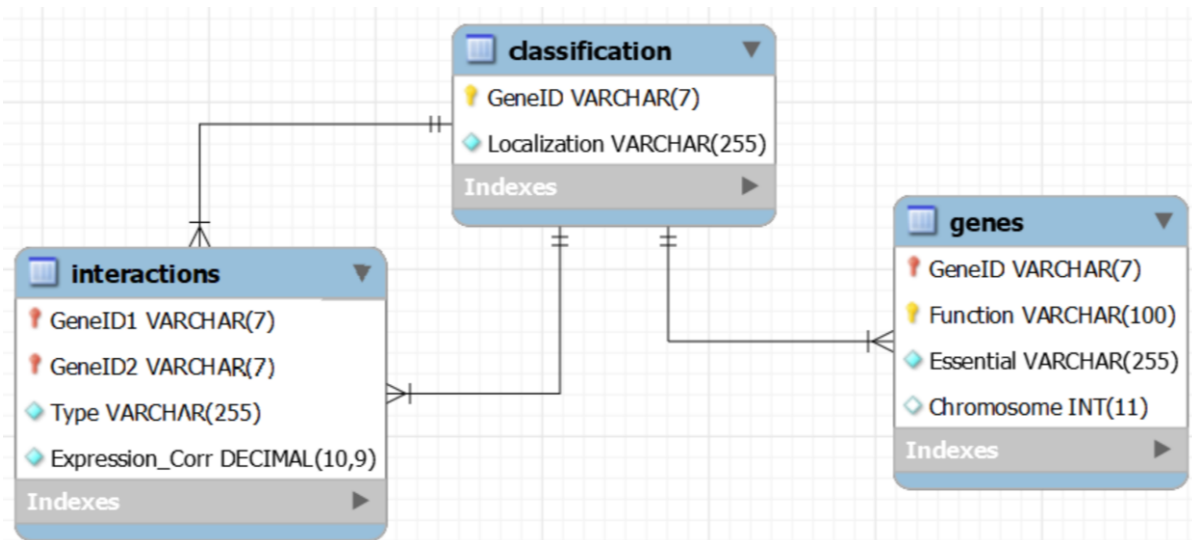 classification
GeneID VARCHAR(7)
Localization VARCHAR(255)
Indexes
interactions
GeneID1 VARCHAR(7)
GeneID2 VARCHAR(7)
Type VARCHAR(255)
Expression_Corr DECIMAL(10,9)
Indexes
genes
GeneID VARCHAR(7)
Function VARCHAR(100)
Essential VARCHAR(255)
Chromosome INT(11)
Indexes